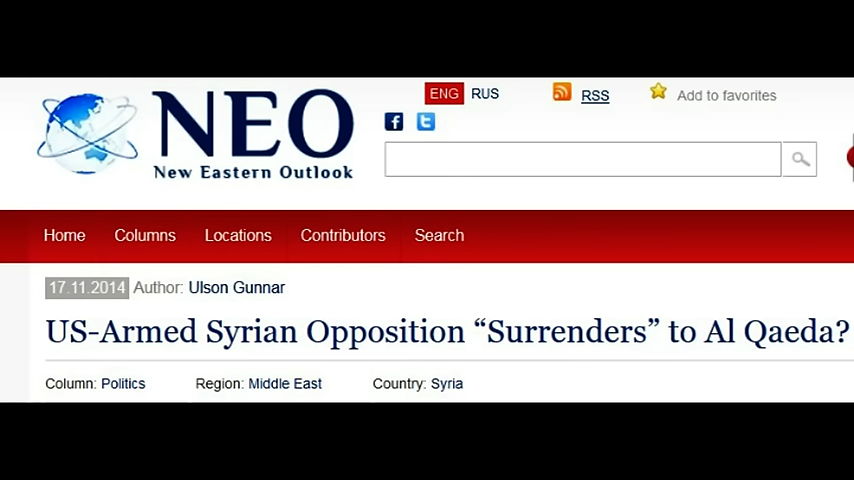 ENG RUS RSS Add to favorites
NEO
New Eastern Outlook
Home Columns Locations Contributors Search
17.11.2014 Author: Ulson Gunnar
US-Armed Syrian Opposition “Surrenders” to Al Qaeda?
Column: Politics Region: Middle East Country: Syria